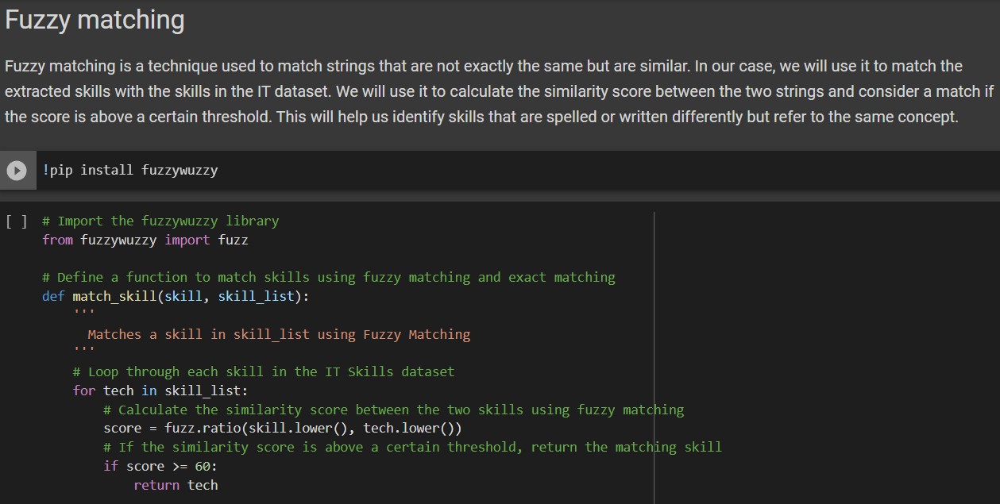 Fuzzy matching
Fuzzy matching is a technique used to match strings that are not exactly the same but are similar. In our case, we will use it to match the
extracted skills with the skills in the IT dataset. We will use it to calculate the similarity score between the two strings and consider a match if
the score is above a certain threshold. This will help us identify skills that are spelled or written differently but refer to the same concept.
!pip install fuzzywuzzy
[ ] # Import the fuzzywuzzy library
from fuzzywuzzy import fuzz
# Define a function to match skills using fuzzy matching and exact matching
def match_skill(skill, skill_list):
'''
Matches a skill in skill_list using Fuzzy Matching
'''
# Loop through each skill in the IT Skills dataset
for tech in skill_list:
# Calculate the similarity score between the two skills using fuzzy matching
score = fuzz.ratio(skill.lower(), tech.lower())
# If the similarity score is above a certain threshold, return the matching skill
if score >= 60:
return tech